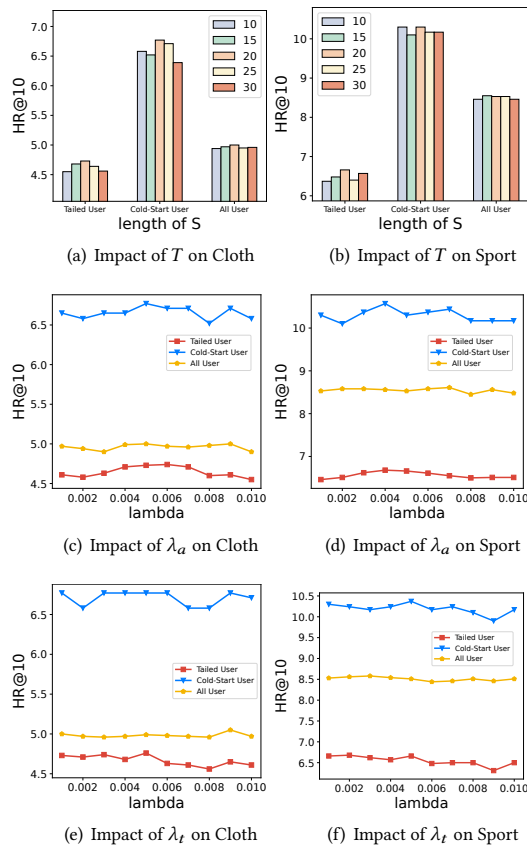 HR@10
7.0
6.5
6.0
5.5
5.0
4.5
10
15
20
25
30
Tailed User
Cold-Start User
All User
length of S
(a) Impact of T on Cloth
HR@10
10
9
8
7
6
10
15
20
25
30
Tailed User
Cold-Start User
All User
length of S
(b) Impact of T on Sport
HR@10
6.5
6.0
5.5
5.0
4.5
Tailed User
Cold-Start User
All User
0.002 0.004 0.006 0.008 0.010
lambda
(c) Impact of λa on Cloth
HR@10
10
9
8
7
Tailed User
Cold-Start User
All User
0.002 0.004 0.006 0.008 0.010
lambda
(d) Impact of λa on Sport
HR@10
6.5
6.0
5.5
5.0
4.5
Tailed User
Cold-Start User
All User
0.002 0.004 0.006 0.008 0.010
lambda
(e) Impact of λt on Cloth
HR@10
10.5
10.0
9.5
9.0
8.5
8.0
7.5
7.0
6.5
Tailed User
Cold-Start User
All User
0.002 0.004 0.006 0.008 0.010
lambda
(f) Impact of λt on Sport